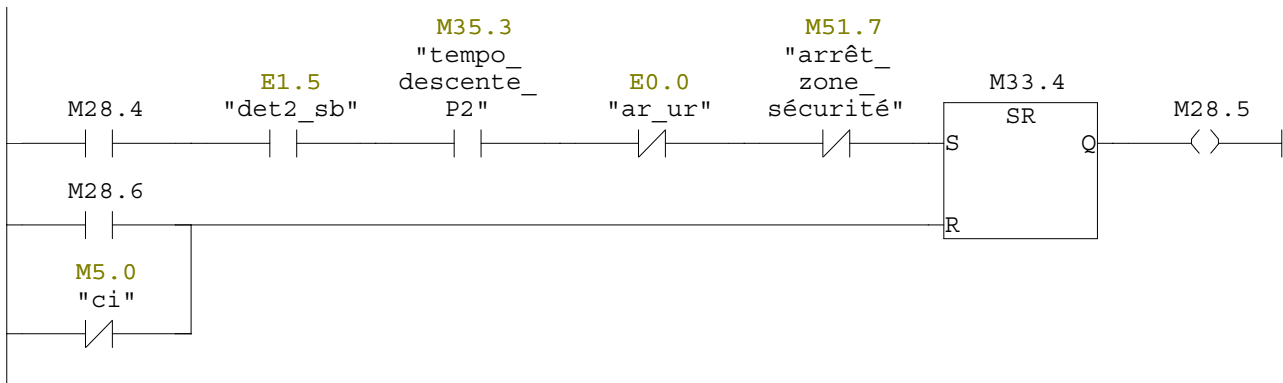 M35.3
M51.7
"tempo_
"arrêt_
E1.5
descente_
E0.0
zone_
M33.4
M28.4
"det2_sb"
P2"
"ar_ur"
sécurité"
SR
M28.5
S
Q
M28.6
R
M5.0
"ci"